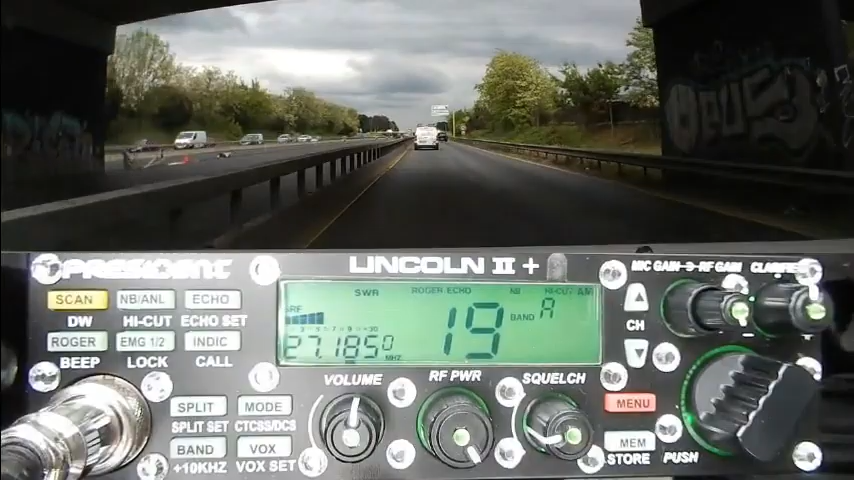 PRESIDENT
LINCOLN II +
MIC GAIN RF GAIN
CLARIFIER
SCAN
NB/ANL
ECHO
DW
HI-CUT
ECHO SET
ROGER
EMG 1/2
INDIC
BEEP
LOCK
CALL
SWR
ROGER ECHO
NB
HI-CUT
AM
RF
27.1850 MHz
19
BAND A
CH
VOLUME
RF PWR
SQUELCH
MENU
SPLIT
MODE
SPLIT SET
CTCSS/DCS
BAND
VOX
+10KHZ
VOX SET
MEM
STORE
PUSH